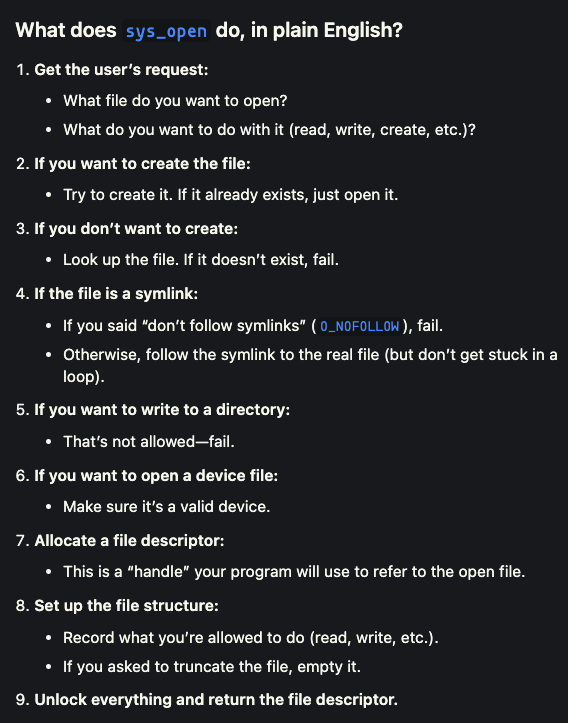 What does sys_open do, in plain English?
1. Get the user’s request:
• What file do you want to open?
• What do you want to do with it (read, write, create, etc.)?
2. If you want to create the file:
• Try to create it. If it already exists, just open it.
3. If you don’t want to create:
• Look up the file. If it doesn’t exist, fail.
4. If the file is a symlink:
• If you said “don’t follow symlinks” ( O_NOFOLLOW ), fail.
• Otherwise, follow the symlink to the real file (but don’t get stuck in a
loop).
5. If you want to write to a directory:
• That’s not allowed—fail.
6. If you want to open a device file:
• Make sure it’s a valid device.
7. Allocate a file descriptor:
• This is a “handle” your program will use to refer to the open file.
8. Set up the file structure:
• Record what you’re allowed to do (read, write, etc.).
• If you asked to truncate the file, empty it.
9. Unlock everything and return the file descriptor.